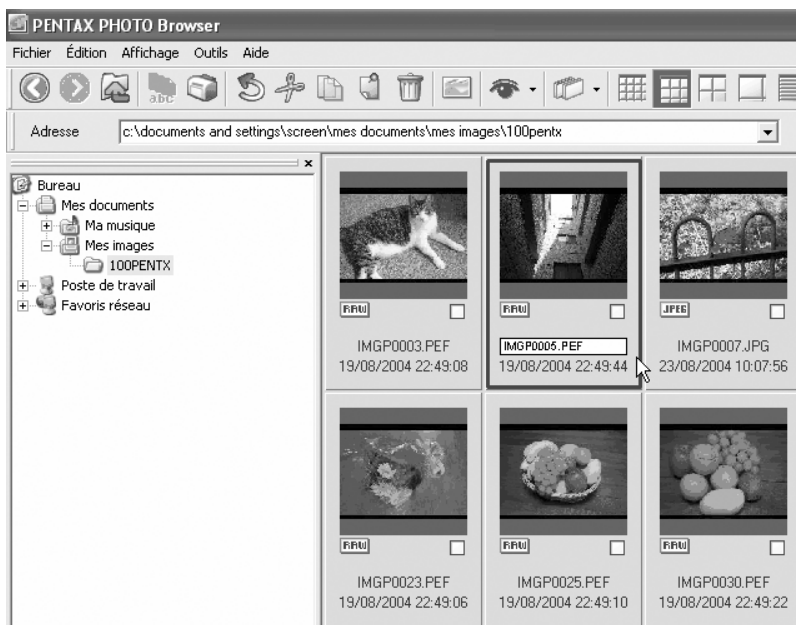 PENTAX PHOTO Browser
Fichier Édition Affichage Outils Aide
abc
Adresse c:\documents and settings\screen\mes documents\mes images\100pentx
Bureau
Mes documents
Ma musique
Mes images
100PENTX
Poste de travail
Favoris réseau
RAW RAW JPEG
IMGP0003.PEF IMGP0005.PEF IMGP0007.JPG
19/08/2004 22:49:08 19/08/2004 22:49:44 23/08/2004 10:07:56
RAW RAW RAW
IMGP0023.PEF IMGP0025.PEF IMGP0030.PEF
19/08/2004 22:49:06 19/08/2004 22:49:10 19/08/2004 22:49:22